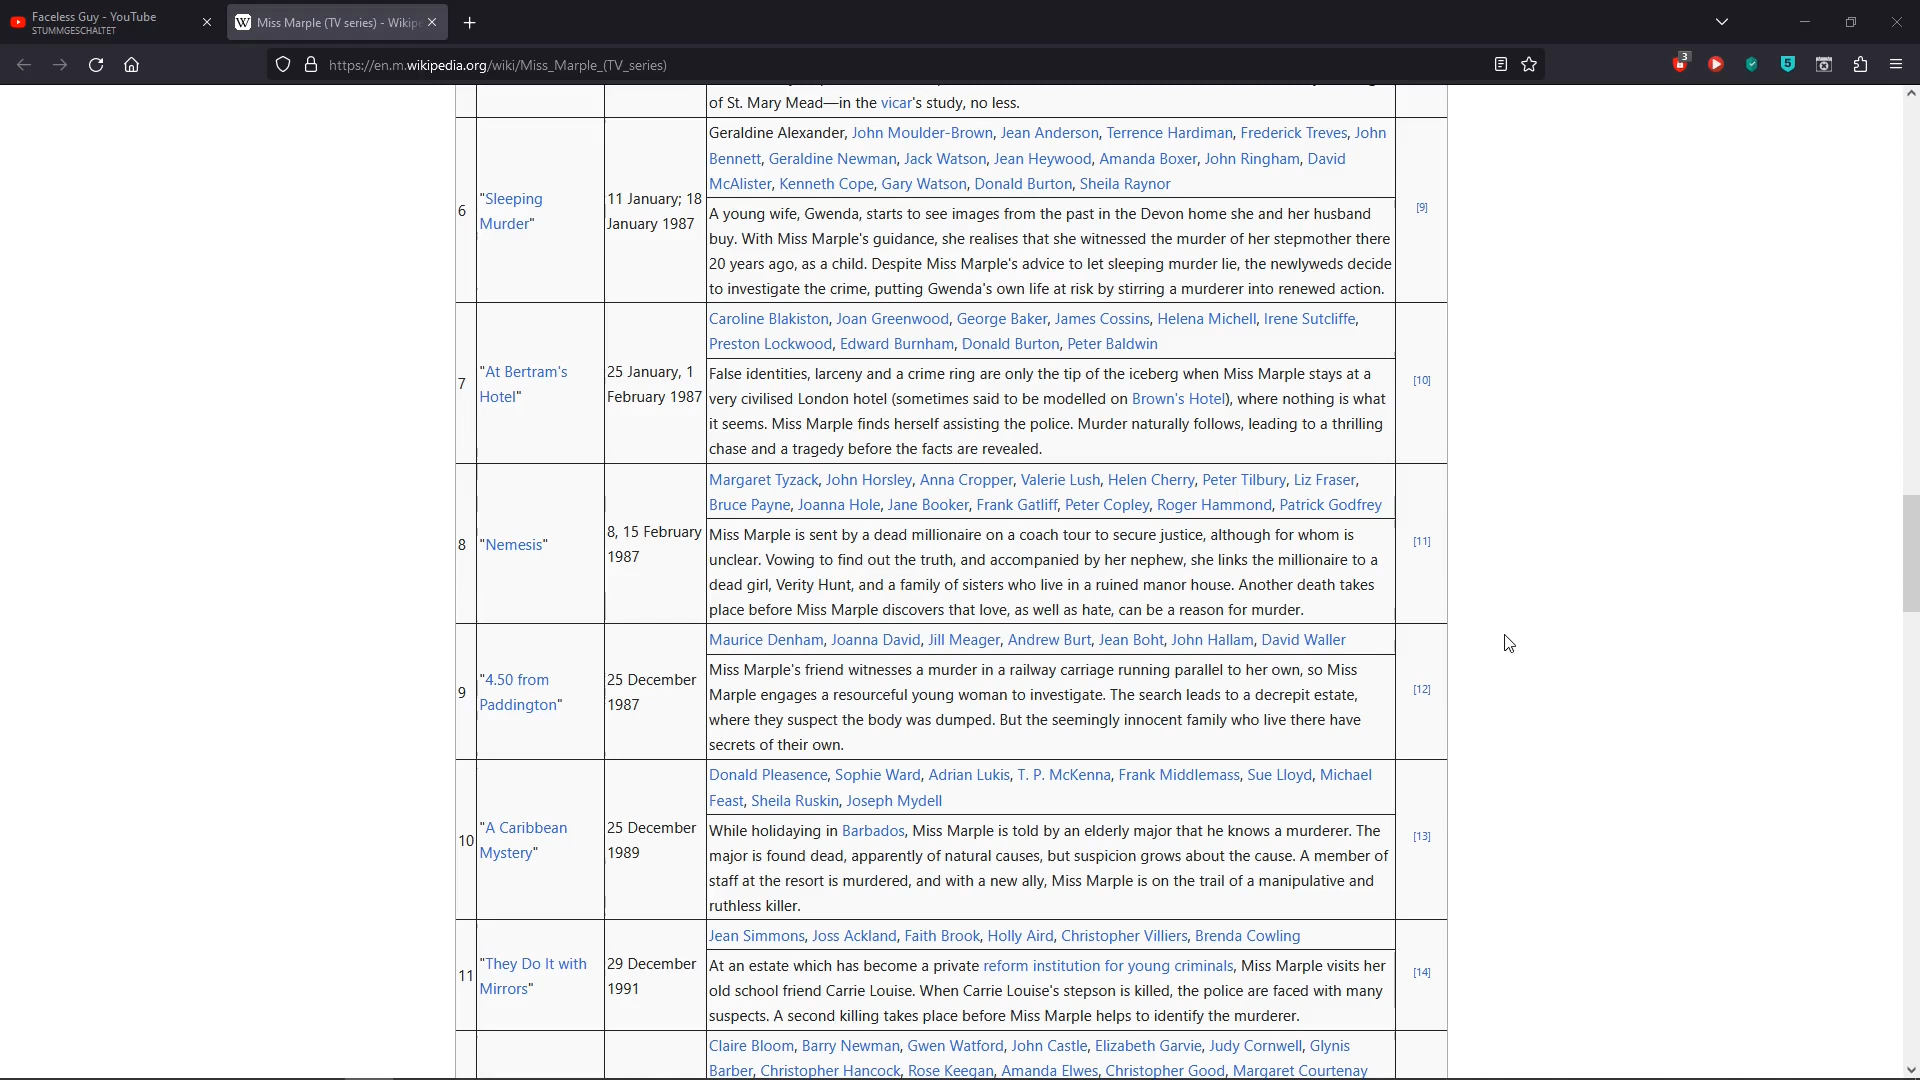 Faceless Guy - YouTube
STUMMGESCHALTET
Miss Marple (TV series) - Wikip
https://en.m.wikipedia.org/wiki/Miss_Marple_(TV_series)
3
5
of St. Mary Mead—in the vicar's study, no less.
6
"Sleeping
Murder"
11 January; 18
January 1987
Geraldine Alexander, John Moulder-Brown, Jean Anderson, Terrence Hardiman, Frederick Treves, John
Bennett, Geraldine Newman, Jack Watson, Jean Heywood, Amanda Boxer, John Ringham, David
McAlister, Kenneth Cope, Gary Watson, Donald Burton, Sheila Raynor
A young wife, Gwenda, starts to see images from the past in the Devon home she and her husband
buy. With Miss Marple's guidance, she realises that she witnessed the murder of her stepmother there
20 years ago, as a child. Despite Miss Marple's advice to let sleeping murder lie, the newlyweds decide
to investigate the crime, putting Gwenda's own life at risk by stirring a murderer into renewed action.
[9]
7
"At Bertram's
Hotel"
25 January, 1
February 1987
Caroline Blakiston, Joan Greenwood, George Baker, James Cossins, Helena Michell, Irene Sutcliffe,
Preston Lockwood, Edward Burnham, Donald Burton, Peter Baldwin
False identities, larceny and a crime ring are only the tip of the iceberg when Miss Marple stays at a
very civilised London hotel (sometimes said to be modelled on Brown's Hotel), where nothing is what
it seems. Miss Marple finds herself assisting the police. Murder naturally follows, leading to a thrilling
chase and a tragedy before the facts are revealed.
[10]
8
"Nemesis"
8, 15 February
1987
Margaret Tyzack, John Horsley, Anna Cropper, Valerie Lush, Helen Cherry, Peter Tilbury, Liz Fraser,
Bruce Payne, Joanna Hole, Jane Booker, Frank Gatliff, Peter Copley, Roger Hammond, Patrick Godfrey
Miss Marple is sent by a dead millionaire on a coach tour to secure justice, although for whom is
unclear. Vowing to find out the truth, and accompanied by her nephew, she links the millionaire to a
dead girl, Verity Hunt, and a family of sisters who live in a ruined manor house. Another death takes
place before Miss Marple discovers that love, as well as hate, can be a reason for murder.
[11]
9
"4.50 from
Paddington"
25 December
1987
Maurice Denham, Joanna David, Jill Meager, Andrew Burt, Jean Boht, John Hallam, David Waller
Miss Marple's friend witnesses a murder in a railway carriage running parallel to her own, so Miss
Marple engages a resourceful young woman to investigate. The search leads to a decrepit estate,
where they suspect the body was dumped. But the seemingly innocent family who live there have
secrets of their own.
[12]
10
"A Caribbean
Mystery"
25 December
1989
Donald Pleasence, Sophie Ward, Adrian Lukis, T. P. McKenna, Frank Middlemass, Sue Lloyd, Michael
Feast, Sheila Ruskin, Joseph Mydell
While holidaying in Barbados, Miss Marple is told by an elderly major that he knows a murderer. The
major is found dead, apparently of natural causes, but suspicion grows about the cause. A member of
staff at the resort is murdered, and with a new ally, Miss Marple is on the trail of a manipulative and
ruthless killer.
[13]
11
"They Do It with
Mirrors"
29 December
1991
Jean Simmons, Joss Ackland, Faith Brook, Holly Aird, Christopher Villiers, Brenda Cowling
At an estate which has become a private reform institution for young criminals, Miss Marple visits her
old school friend Carrie Louise. When Carrie Louise's stepson is killed, the police are faced with many
suspects. A second killing takes place before Miss Marple helps to identify the murderer.
[14]
Claire Bloom, Barry Newman, Gwen Watford, John Castle, Elizabeth Garvie, Judy Cornwell, Glynis
Barber, Christopher Hancock, Rose Keegan, Amanda Elwes, Christopher Good, Margaret Courtenay